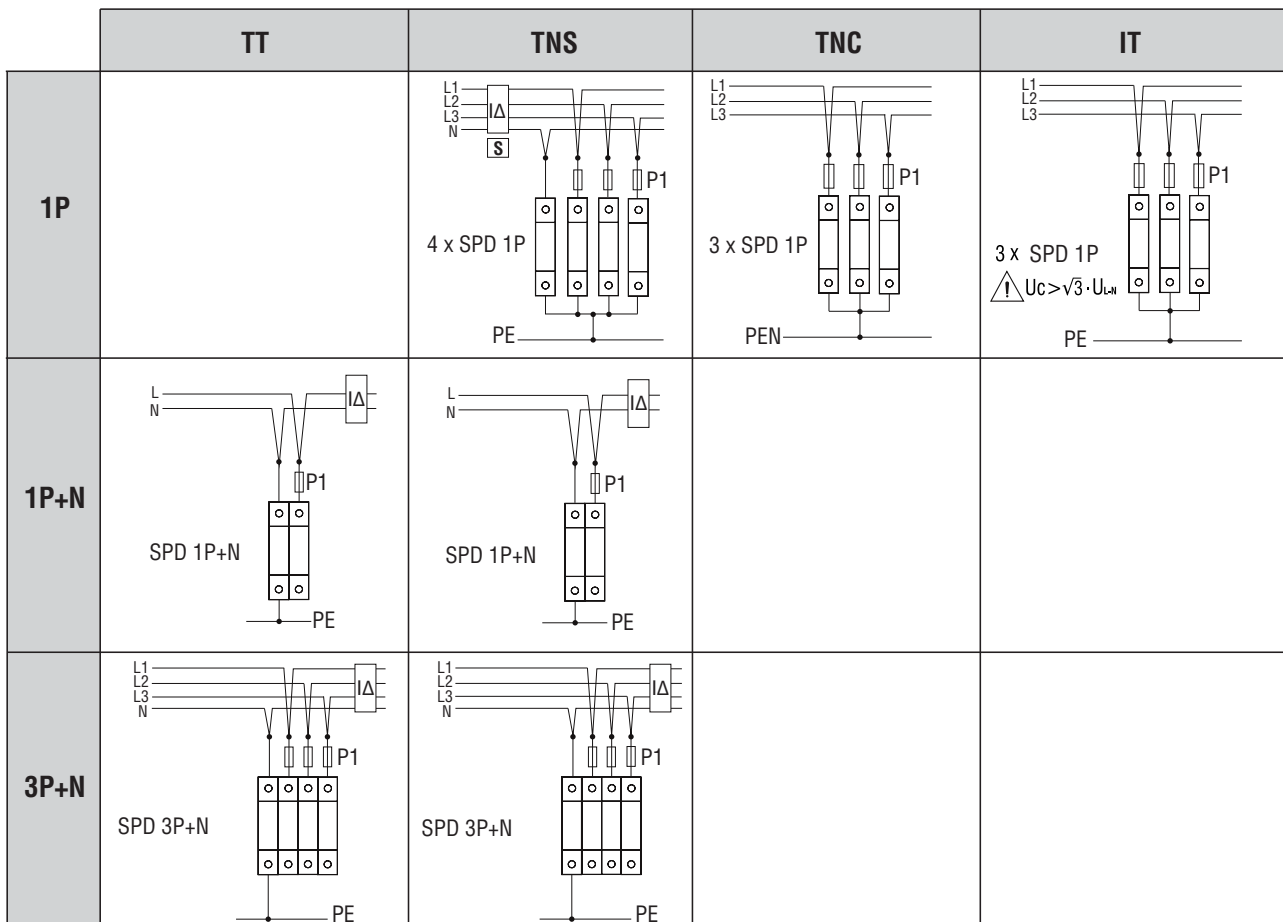 TT TNS TNC IT
1P
L1
L2
L3
N
IΔ
S
P1
4 x SPD 1P
PE
L1
L2
L3
P1
3 x SPD 1P
PEN
L1
L2
L3
P1
3 x SPD 1P
Uc>√3·UL-N
PE
1P+N
L
N
IΔ
P1
SPD 1P+N
PE
L
N
IΔ
P1
SPD 1P+N
PE
3P+N
L1
L2
L3
N
IΔ
P1
SPD 3P+N
PE
L1
L2
L3
N
IΔ
P1
SPD 3P+N
PE